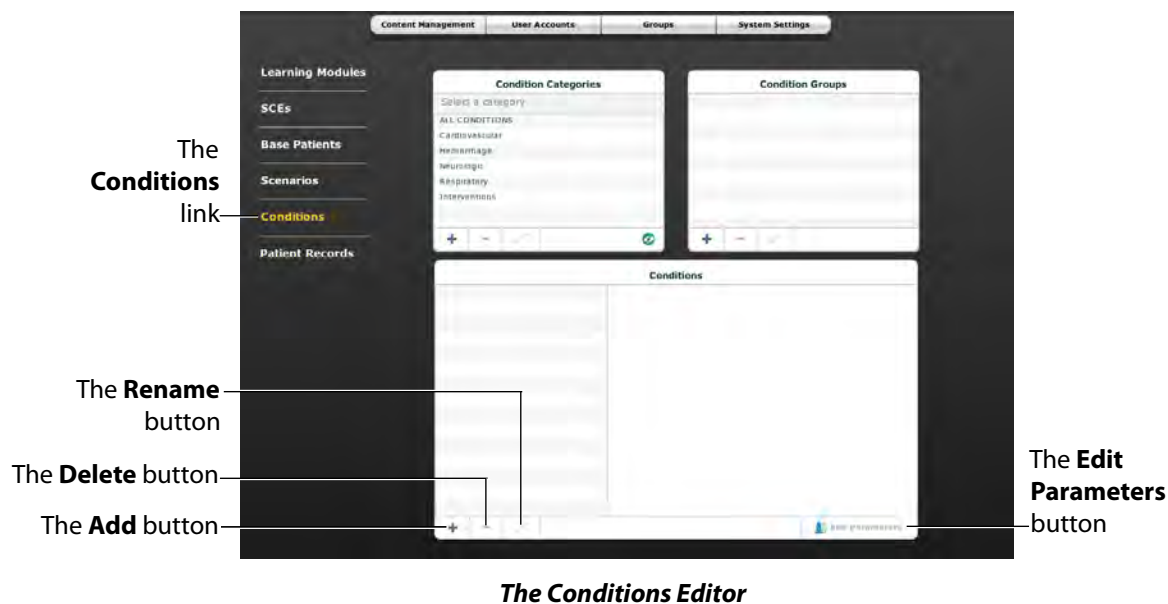 Content Management User Accounts Groups System Settings
Learning Modules
SCEs
Base Patients
Scenarios
Conditions
Patient Records
Condition Categories
Select a category
ALL CONDITIONS
Cardiovascular
Hemorrhage
Neurologic
Respiratory
Interventions
Condition Groups
Conditions
Edit Parameters
The
Conditions
link
The Rename
button
The Delete button
The Add button
The Edit
Parameters
button
The Conditions Editor